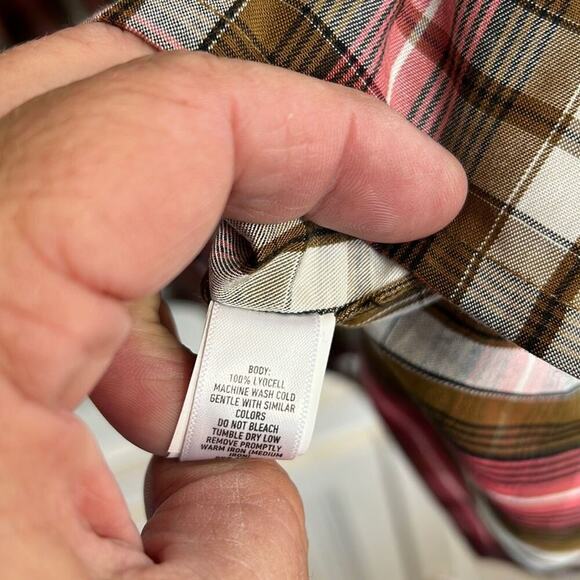 BODY:
100% LYOCELL
MACHINE WASH COLD
GENTLE WITH SIMILAR
COLORS
DO NOT BLEACH
TUMBLE DRY LOW
REMOVE PROMPTLY
WARM IRON (MEDIUM
IRON)